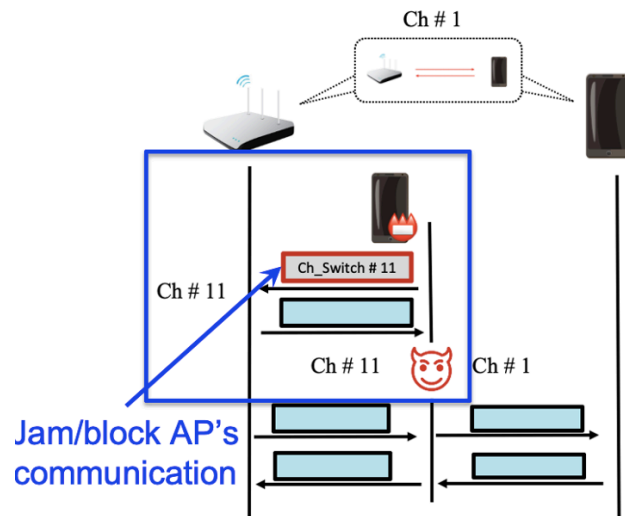 Ch # 1
Ch_Switch # 11
Ch # 11
Ch # 11
Ch # 1
Jam/block AP's
communication